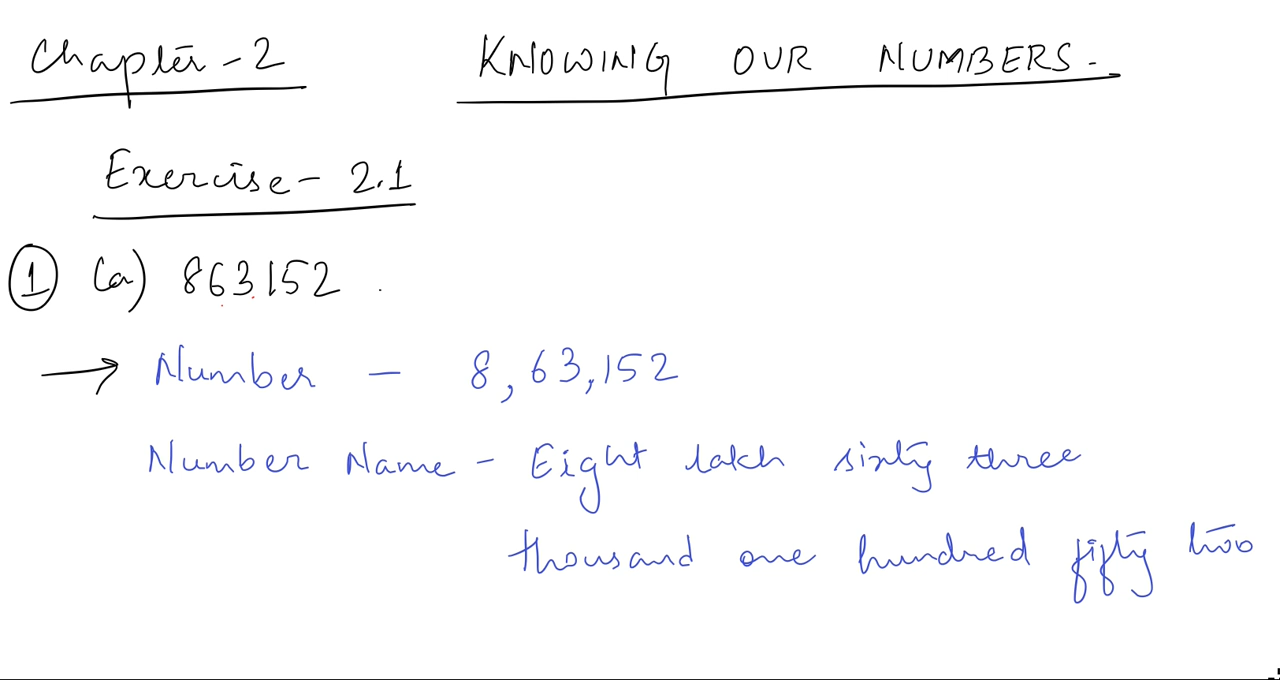 Chapter - 2 KNOWING OUR NUMBERS.
Exercise - 2.1
1 (a) 863152.
→ Number - 8,63,152
Number Name - Eight lakh sixty three
thousand one hundred fifty two